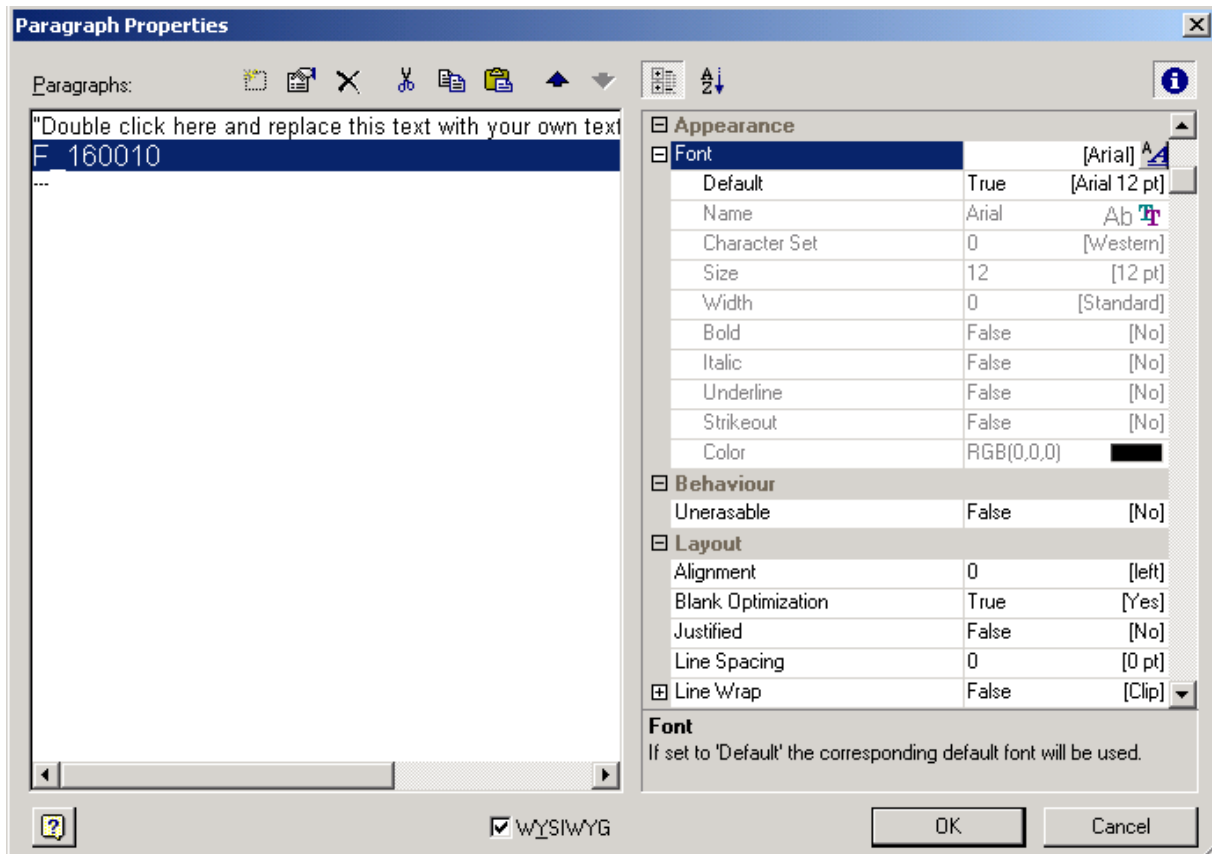 Paragraph Properties
Paragraphs:
"Double click here and replace this text with your own text
F_160010
---
Appearance
Font [Arial]
Default True [Arial 12 pt]
Name Arial Ab
Character Set 0 [Western]
Size 12 [12 pt]
Width 0 [Standard]
Bold False [No]
Italic False [No]
Underline False [No]
Strikeout False [No]
Color RGB(0,0,0)
Behaviour
Unerasable False [No]
Layout
Alignment 0 [left]
Blank Optimization True [Yes]
Justified False [No]
Line Spacing 0 [0 pt]
Line Wrap False [Clip]
Font
If set to 'Default' the corresponding default font will be used.
WYSIWYG
OK
Cancel